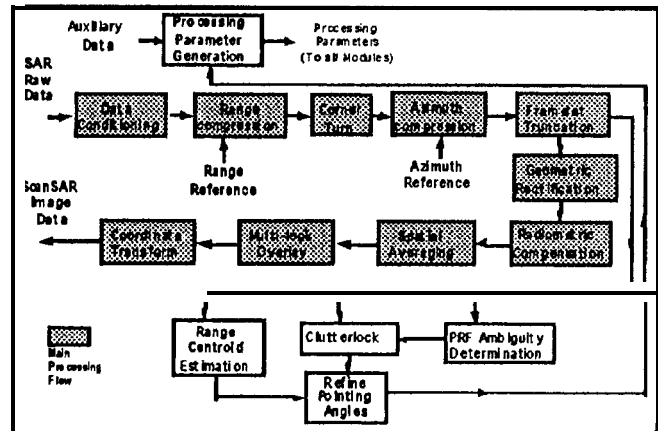 Auxiliary
Data
Processing
Parameter
Generation
Processing
Parameters
(To all Modules)
SAR
Raw
Data
Data
Conditioning
Range
Compression
Corner
Turn
Azimuth
Compression
Framelet
Truncation
Range
Reference
Azimuth
Reference
Geometric
Rectification
ScanSAR
Image
Data
Coordinate
Transform
Multi-look
Overlay
Spatial
Averaging
Radiometric
Compensation
Main
Processing
Flow
Range
Centroid
Estimation
Clutterlock
PRF Ambiguity
Determination
Refine
Pointing
Angles